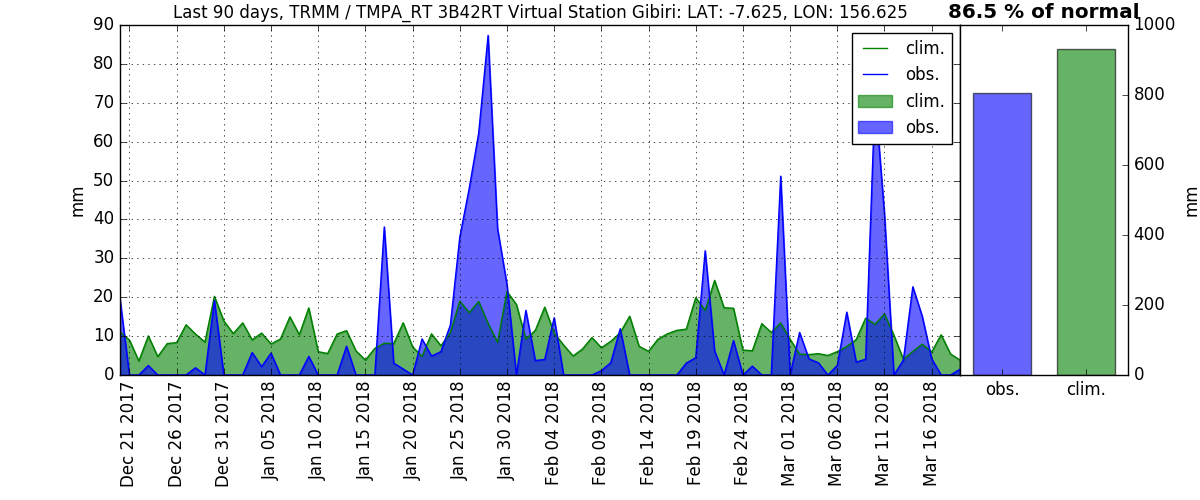 Last 90 days, TRMM / TMPA_RT 3B42RT Virtual Station Gibiri: LAT: -7.625, LON: 156.625
86.5 % of normal
90
80
70
60
50
40
30
20
10
0
mm
clim.
obs.
clim.
obs.
Dec 21 2017
Dec 26 2017
Dec 31 2017
Jan 05 2018
Jan 10 2018
Jan 15 2018
Jan 20 2018
Jan 25 2018
Jan 30 2018
Feb 04 2018
Feb 09 2018
Feb 14 2018
Feb 19 2018
Feb 24 2018
Mar 01 2018
Mar 06 2018
Mar 11 2018
Mar 16 2018
1000
800
600
400
200
0
mm
obs.
clim.